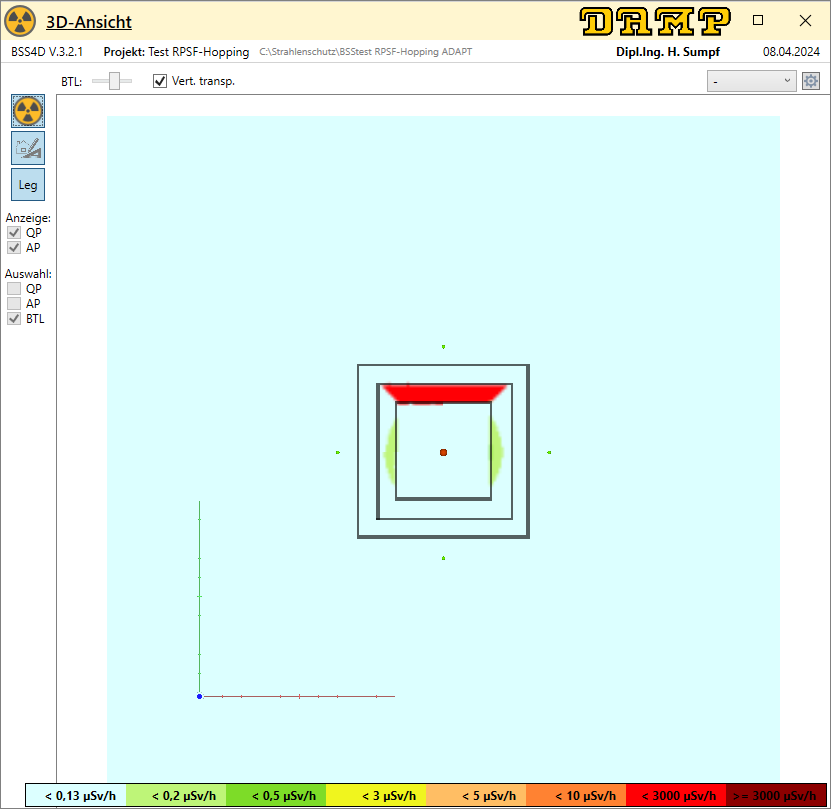 3D-Ansicht
DAMP
BSS4D V.3.2.1 Projekt: Test RPSF-Hopping C:\Strahlenschutz\BSStest RPSF-Hopping ADAPT Dipl.Ing. H. Sumpf 08.04.2024
BTL: Vert. transp. -
Leg
Anzeige:
QP
AP
Auswahl:
QP
AP
BTL
< 0,13 µSv/h < 0,2 µSv/h < 0,5 µSv/h < 3 µSv/h < 5 µSv/h < 10 µSv/h < 3000 µSv/h >= 3000 µSv/h